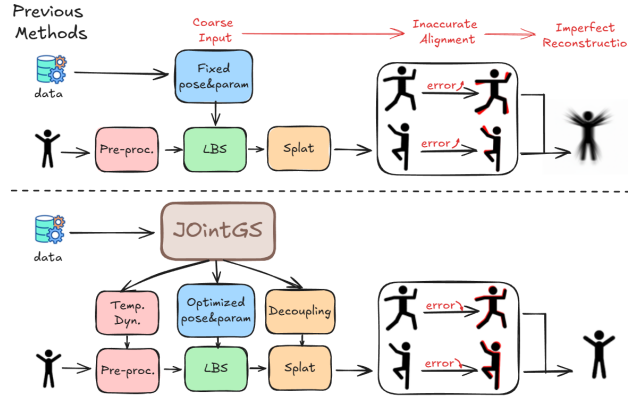 Previous
Methods
Coarse
Input
Inaccurate
Alignment
Imperfect
Reconstructio
data
Fixed
pose&param
error
Pre-proc.
LBS
Splat
error
data
JOintGS
Temp.
Dyn.
Optimized
pose&param
Decoupling
error
Pre-proc.
LBS
Splat
error